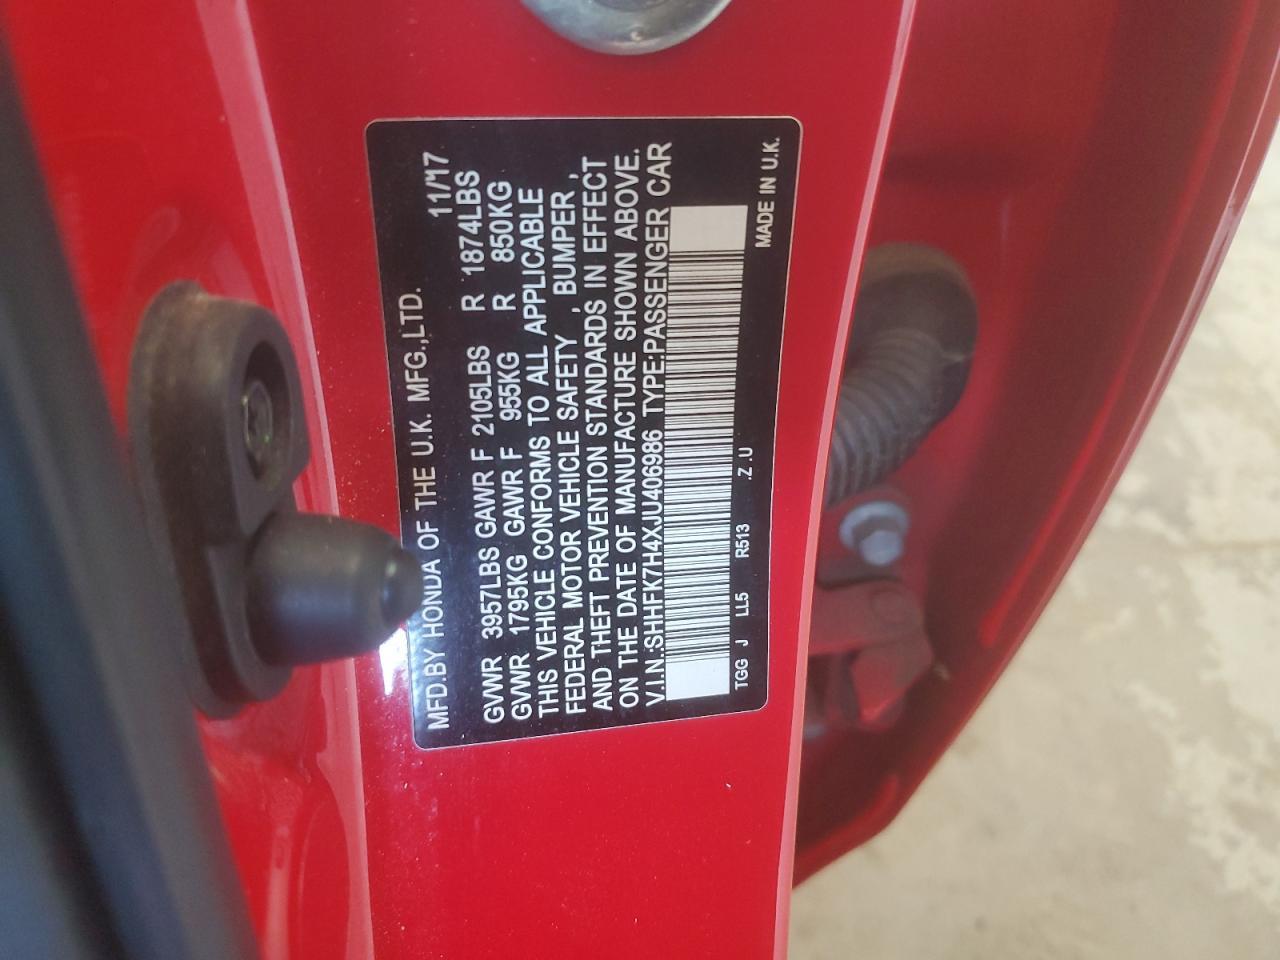 MFD.BY HONDA OF THE U.K. MFG.,LTD. 11/17
GVWR 3957LBS GAWR F 2105LBS R 1874LBS
GVWR 1795KG GAWR F 955KG R 850KG
THIS VEHICLE CONFORMS TO ALL APPLICABLE
FEDERAL MOTOR VEHICLE SAFETY , BUMPER ,
AND THEFT PREVENTION STANDARDS IN EFFECT
ON THE DATE OF MANUFACTURE SHOWN ABOVE.
V.I.N.:SHHFK7H4XJU406986 TYPE:PASSENGER CAR
TGG J LL5 R513 .Z .U
MADE IN U.K.